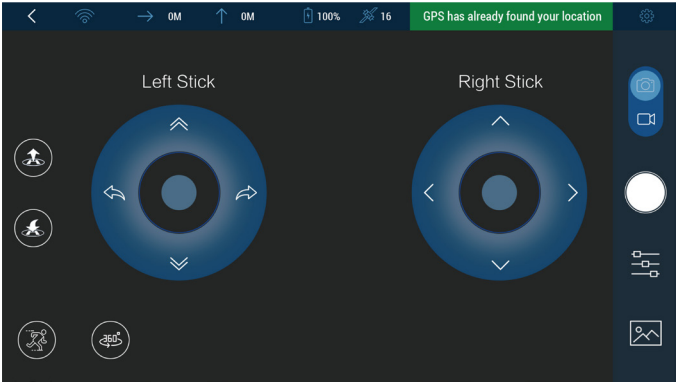 0M 0M 100% 16 GPS has already found your location
Left Stick Right Stick
360°